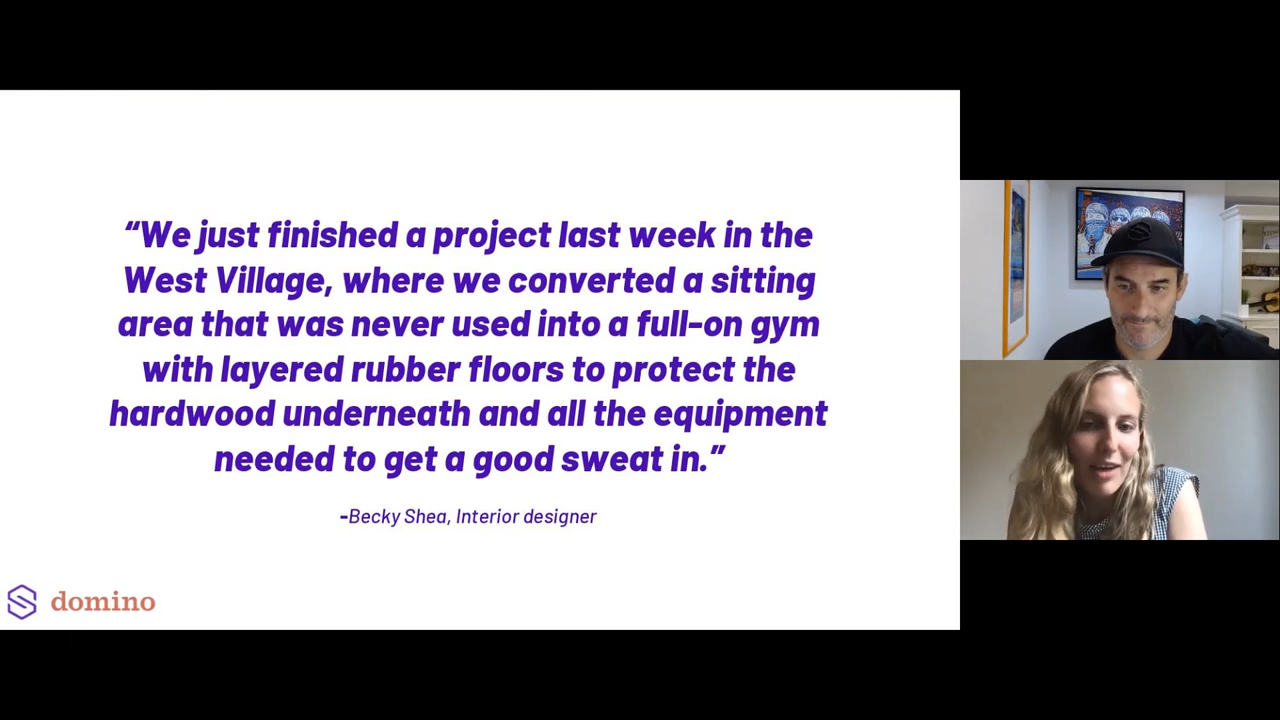 “We just finished a project last week in the
West Village, where we converted a sitting
area that was never used into a full-on gym
with layered rubber floors to protect the
hardwood underneath and all the equipment
needed to get a good sweat in.”
-Becky Shea, Interior designer
domino